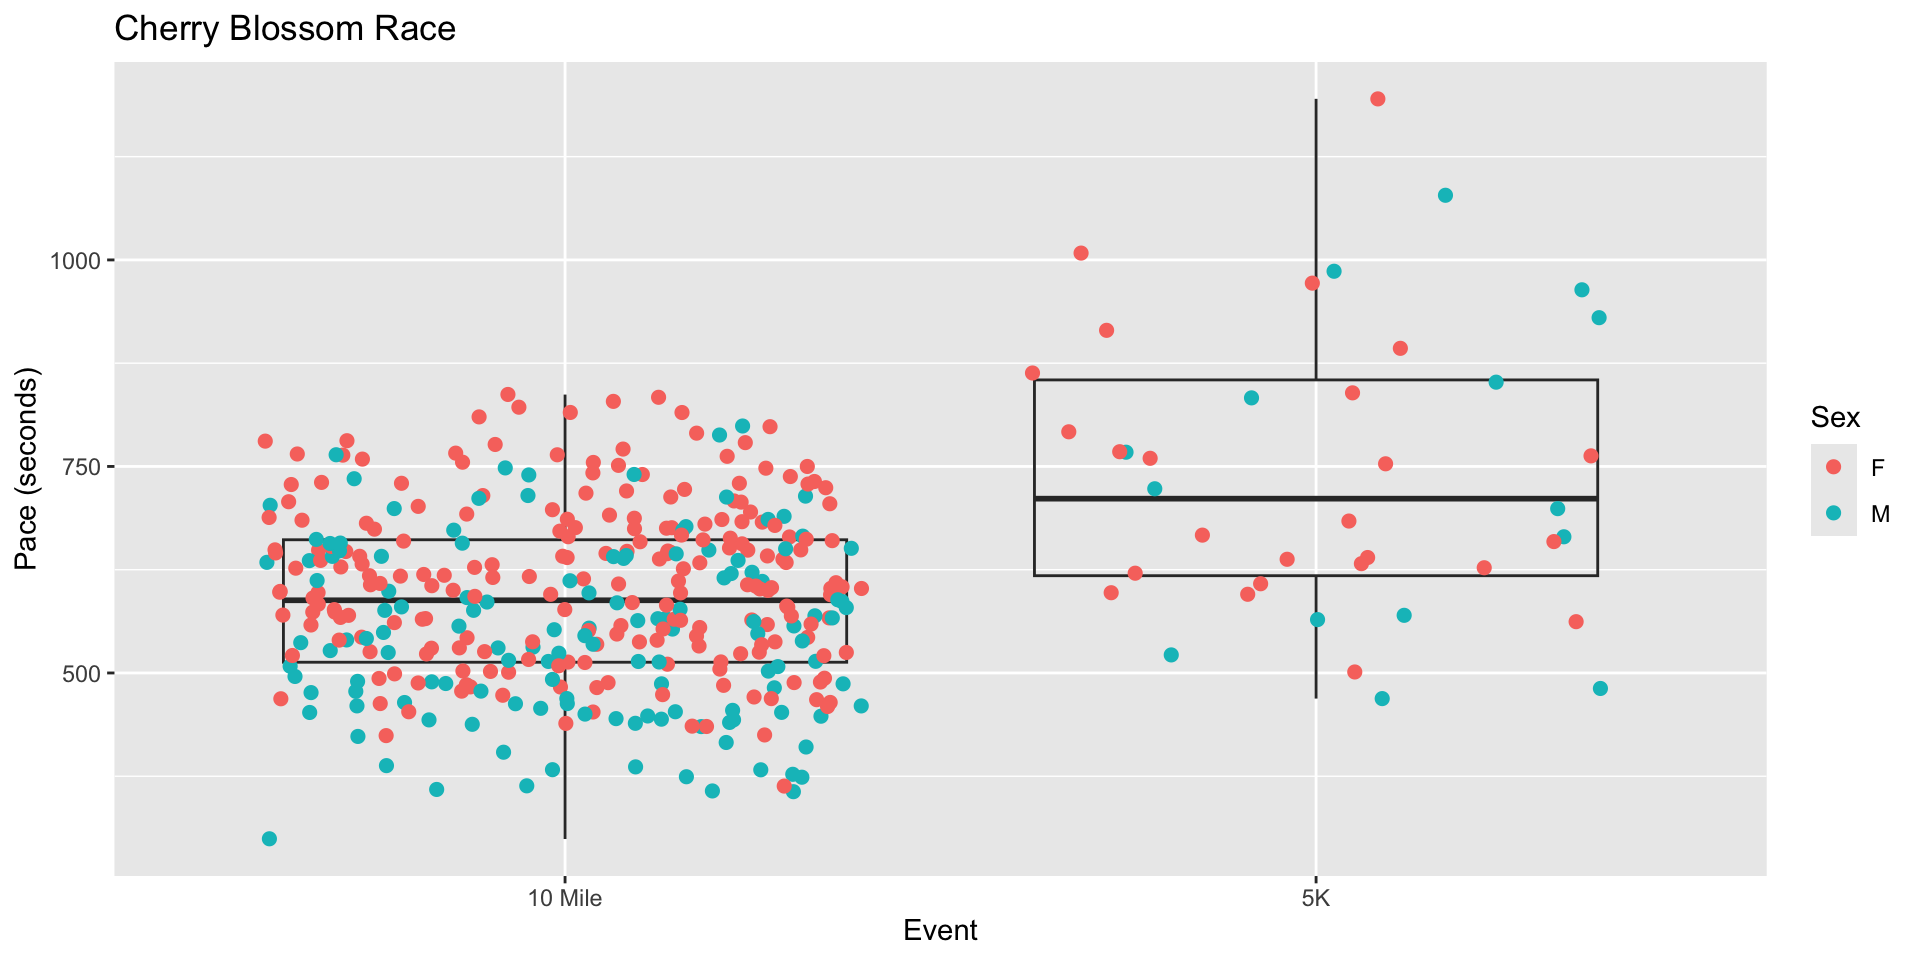 Cherry Blossom Race
1000
750
500
Pace (seconds)
10 Mile
5K
Event
Sex
F
M